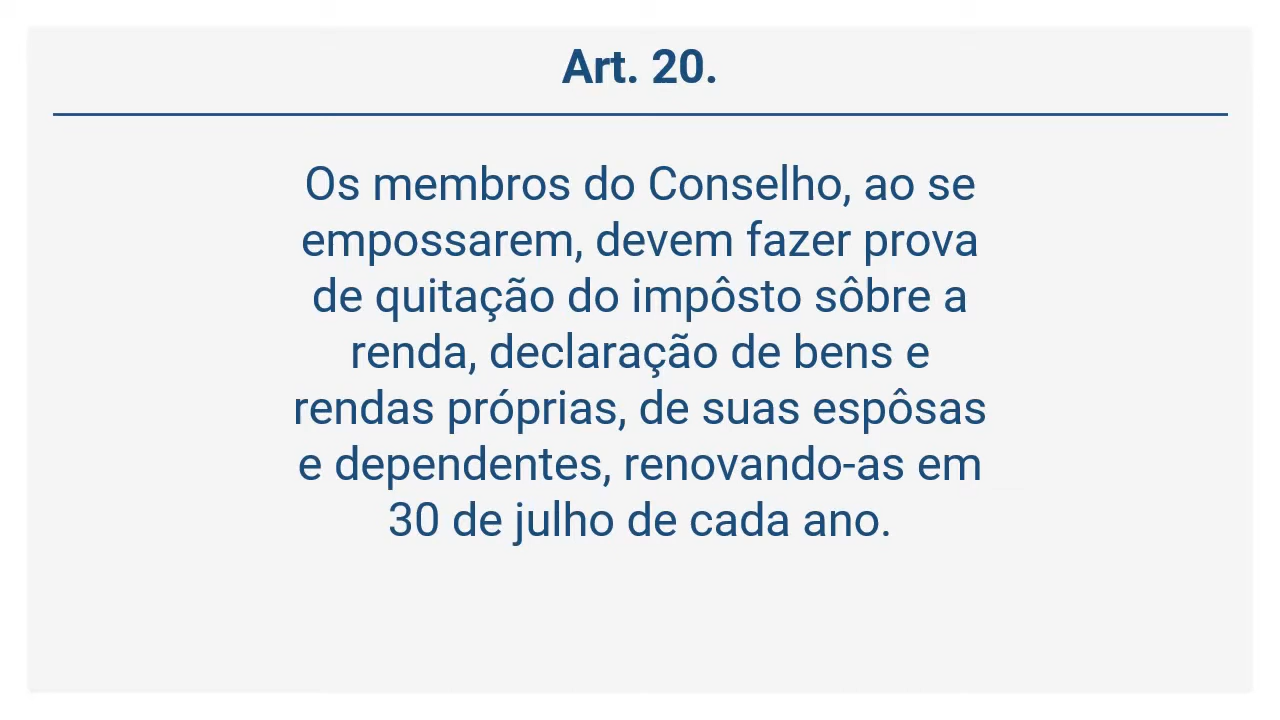 Art. 20.
Os membros do Conselho, ao se
empossarem, devem fazer prova
de quitação do impôsto sôbre a
renda, declaração de bens e
rendas próprias, de suas espôsas
e dependentes, renovando-as em
30 de julho de cada ano.